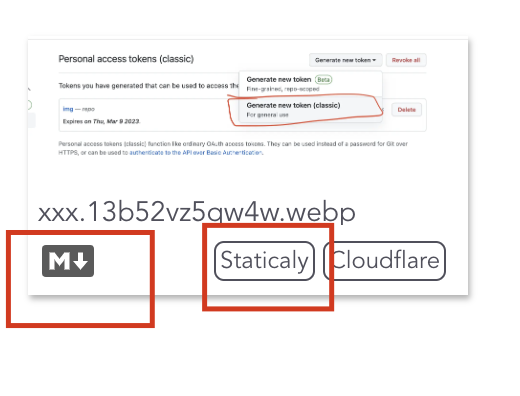 Personal access tokens (classic)
Generate new token
Revoke all
Tokens you have generated that can be used to access the
Generate new token Beta
Fine-grained, repo-scoped
Generate new token (classic)
For general use
img — repo
Delete
Expires on Thu, Mar 9 2023.
Personal access tokens (classic) function like ordinary OAuth access tokens. They can be used instead of a password for Git over
HTTPS, or can be used to authenticate to the API over Basic Authentication.
xxx.13b52vz5gw4w.webp
M
Staticaly
Cloudflare